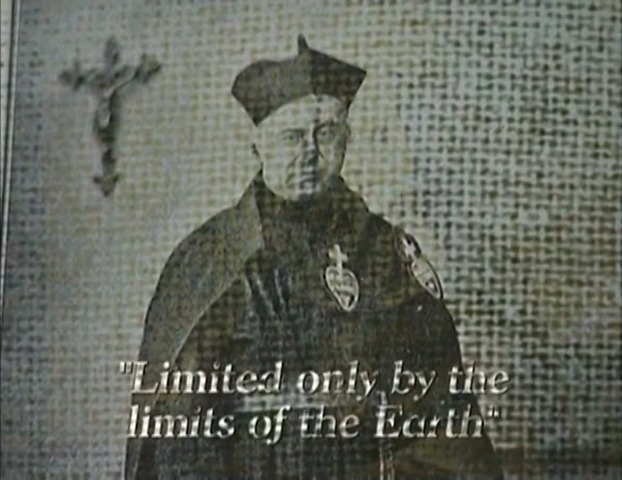 "Limited only by the
limits of the Earth"